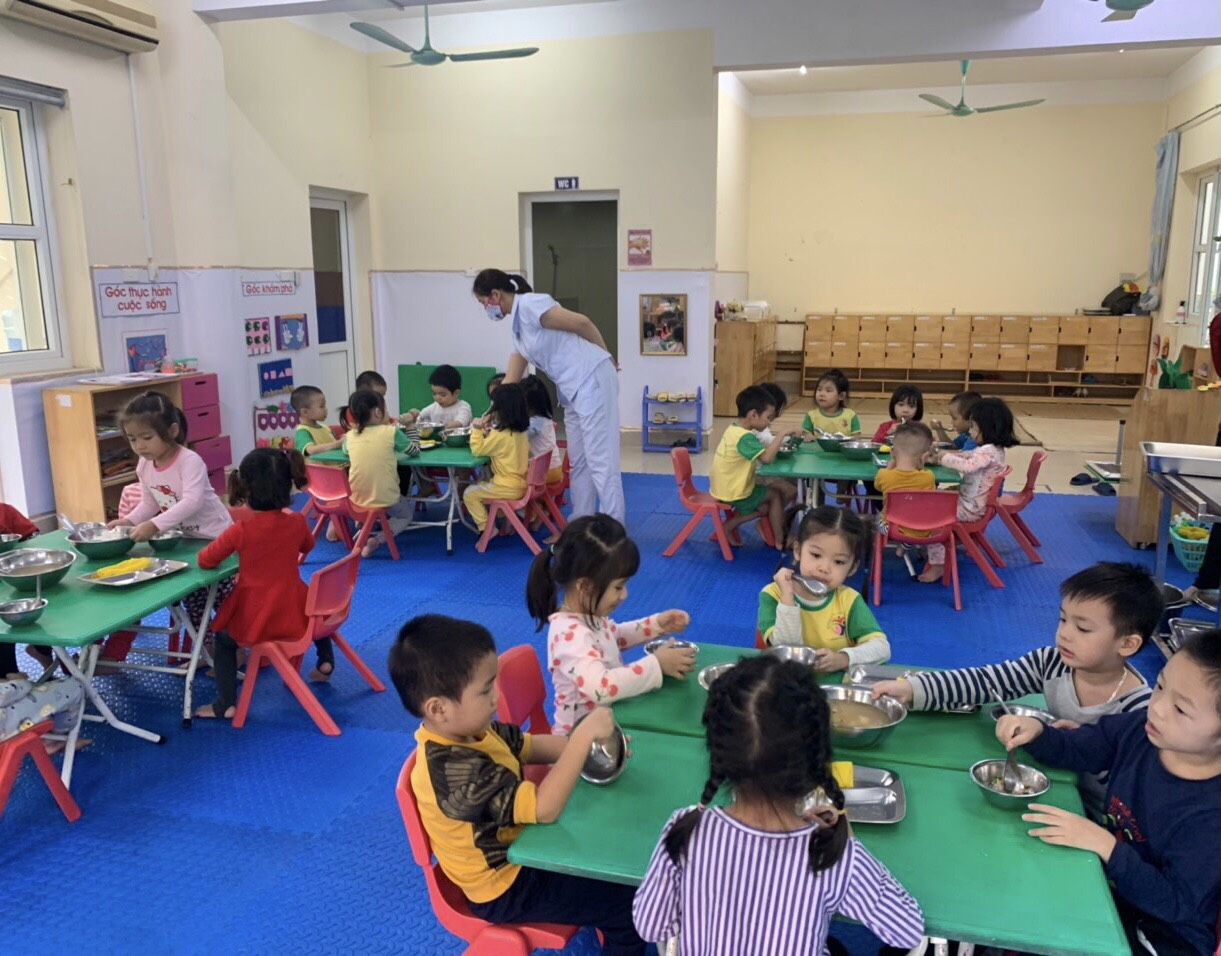 WC
Góc thực hành
cuộc sống
Góc khám phá